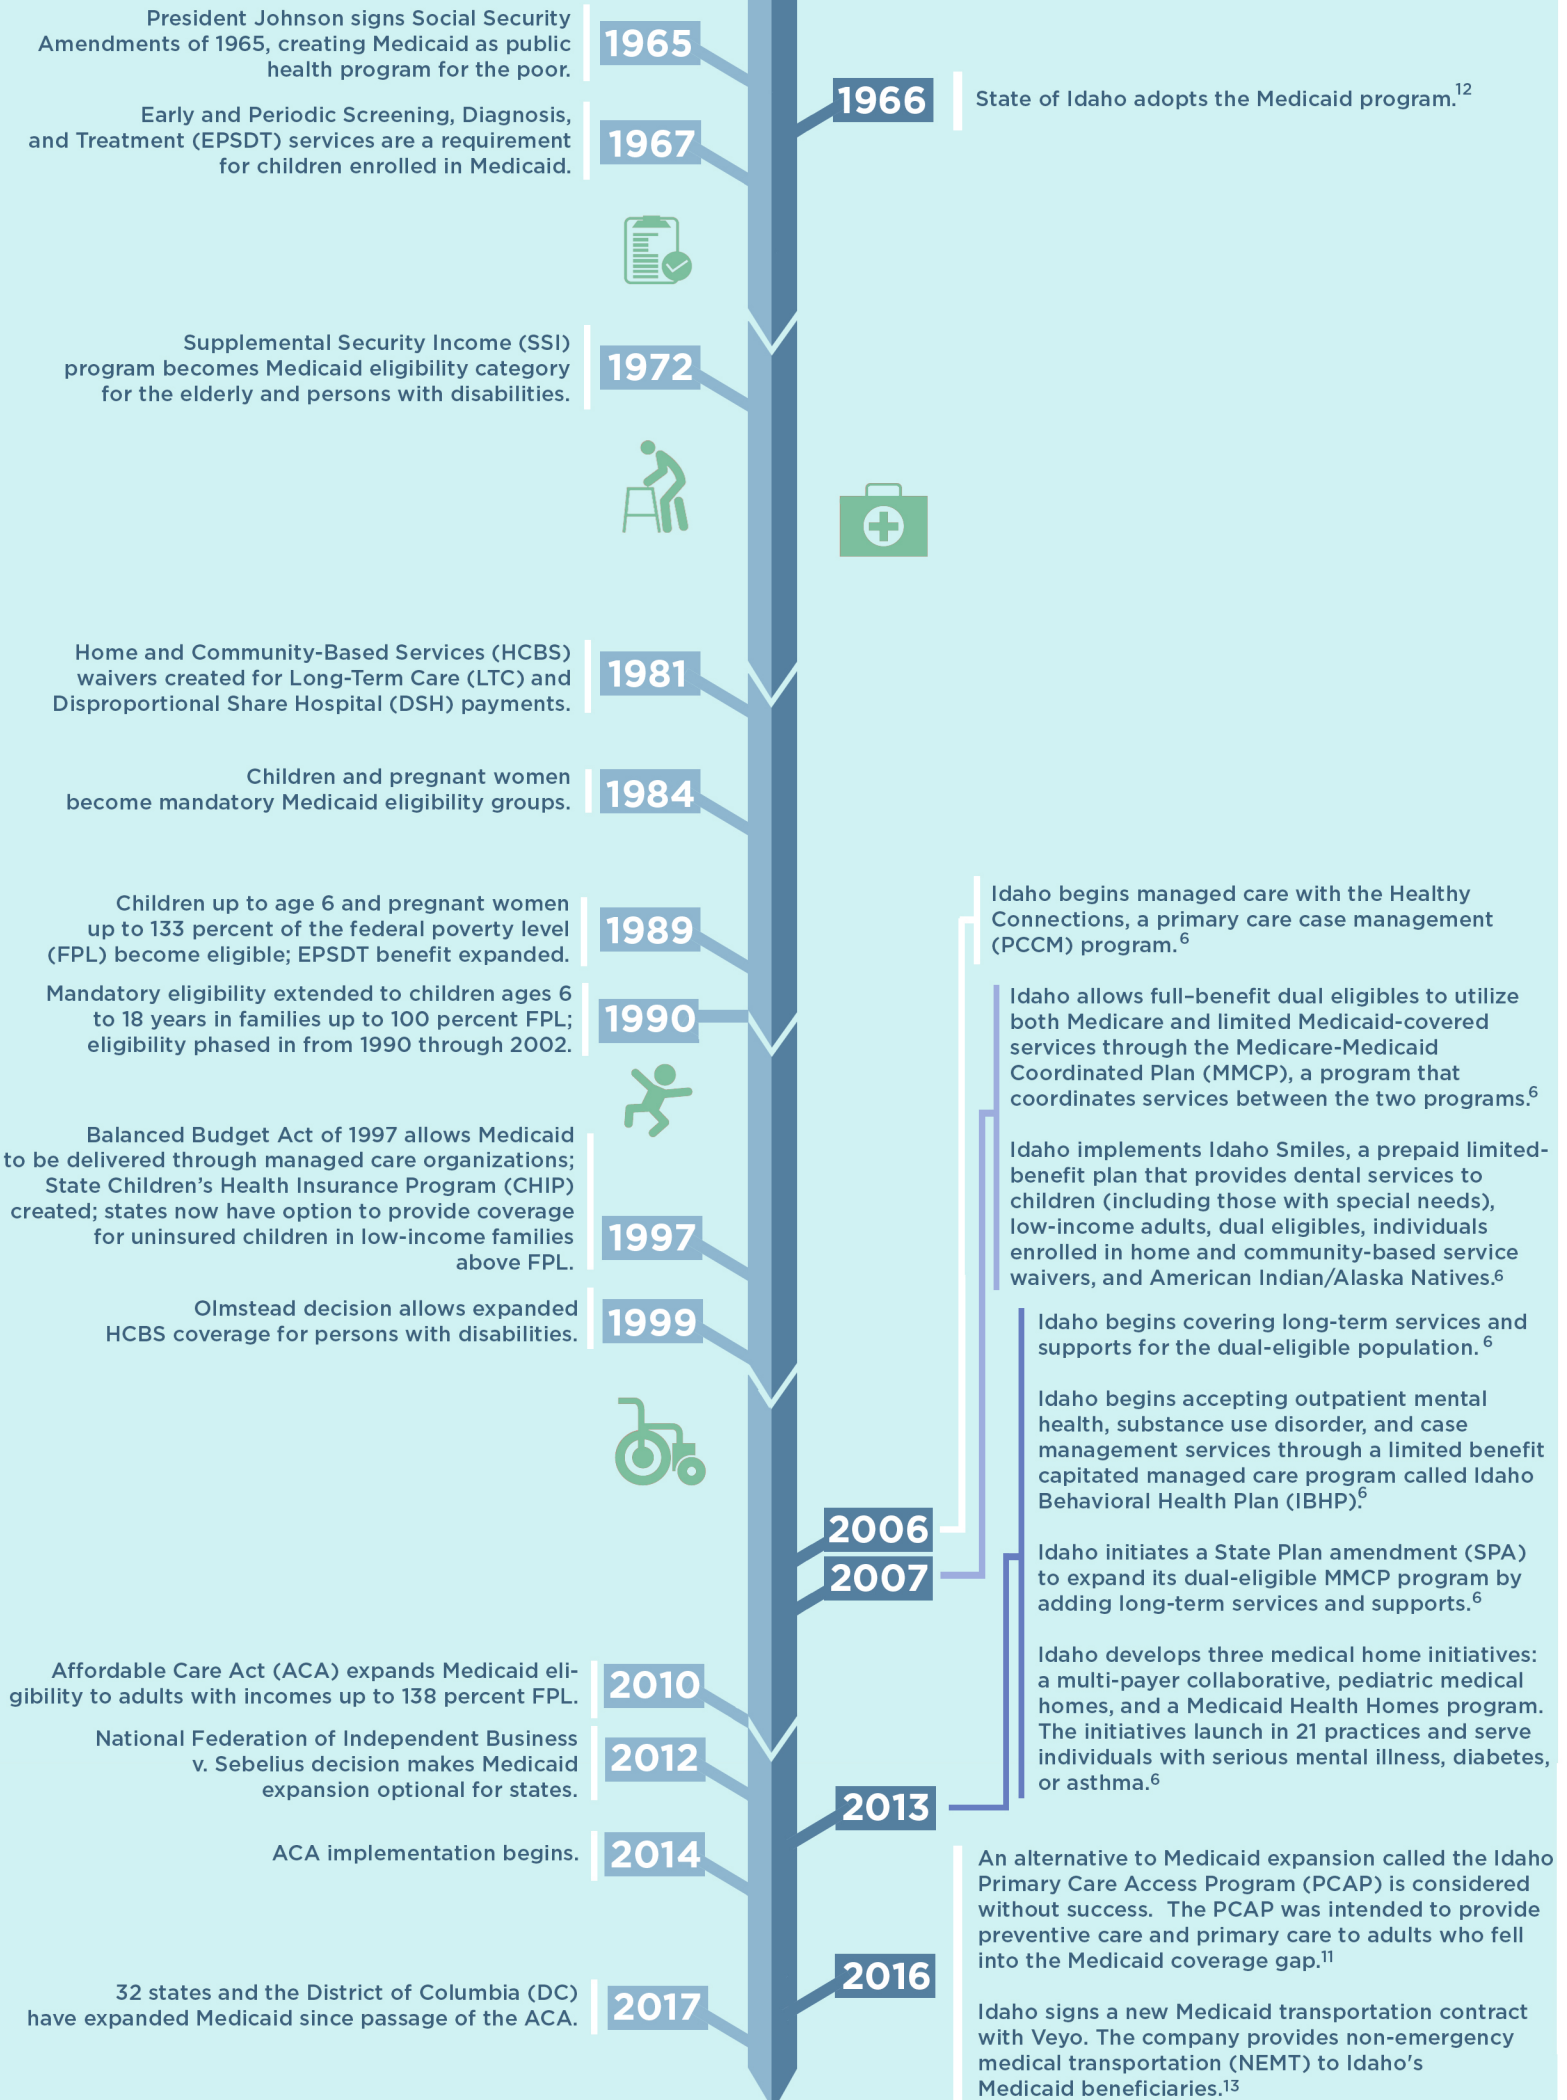 President Johnson signs Social Security
Amendments of 1965, creating Medicaid as public
health program for the poor.
1965
1966
State of Idaho adopts the Medicaid program.12
Early and Periodic Screening, Diagnosis,
and Treatment (EPSDT) services are a requirement
for children enrolled in Medicaid.
1967
Supplemental Security Income (SSI)
program becomes Medicaid eligibility category
for the elderly and persons with disabilities.
1972
Home and Community-Based Services (HCBS)
waivers created for Long-Term Care (LTC) and
Disproportional Share Hospital (DSH) payments.
1981
Children and pregnant women
become mandatory Medicaid eligibility groups.
1984
Children up to age 6 and pregnant women
up to 133 percent of the federal poverty level
(FPL) become eligible; EPSDT benefit expanded.
1989
Mandatory eligibility extended to children ages 6
to 18 years in families up to 100 percent FPL;
eligibility phased in from 1990 through 2002.
1990
Balanced Budget Act of 1997 allows Medicaid
to be delivered through managed care organizations;
State Children's Health Insurance Program (CHIP)
created; states now have option to provide coverage
for uninsured children in low-income families
above FPL.
1997
Olmstead decision allows expanded
HCBS coverage for persons with disabilities.
1999
2006
Idaho begins managed care with the Healthy
Connections, a primary care case management
(PCCM) program.6
2007
Idaho allows full-benefit dual eligibles to utilize
both Medicare and limited Medicaid-covered
services through the Medicare-Medicaid
Coordinated Plan (MMCP), a program that
coordinates services between the two programs.6
Idaho implements Idaho Smiles, a prepaid limited-
benefit plan that provides dental services to
children (including those with special needs),
low-income adults, dual eligibles, individuals
enrolled in home and community-based service
waivers, and American Indian/Alaska Natives.6
Affordable Care Act (ACA) expands Medicaid eli-
gibility to adults with incomes up to 138 percent FPL.
2010
National Federation of Independent Business
v. Sebelius decision makes Medicaid
expansion optional for states.
2012
2013
Idaho begins covering long-term services and
supports for the dual-eligible population.6
Idaho begins accepting outpatient mental
health, substance use disorder, and case
management services through a limited benefit
capitated managed care program called Idaho
Behavioral Health Plan (IBHP).6
Idaho initiates a State Plan amendment (SPA)
to expand its dual-eligible MMCP program by
adding long-term services and supports.6
Idaho develops three medical home initiatives:
a multi-payer collaborative, pediatric medical
homes, and a Medicaid Health Homes program.
The initiatives launch in 21 practices and serve
individuals with serious mental illness, diabetes,
or asthma.6
ACA implementation begins.
2014
2016
An alternative to Medicaid expansion called the Idaho
Primary Care Access Program (PCAP) is considered
without success. The PCAP was intended to provide
preventive care and primary care to adults who fell
into the Medicaid coverage gap.11
Idaho signs a new Medicaid transportation contract
with Veyo. The company provides non-emergency
medical transportation (NEMT) to Idaho's
Medicaid beneficiaries.13
32 states and the District of Columbia (DC)
have expanded Medicaid since passage of the ACA.
2017